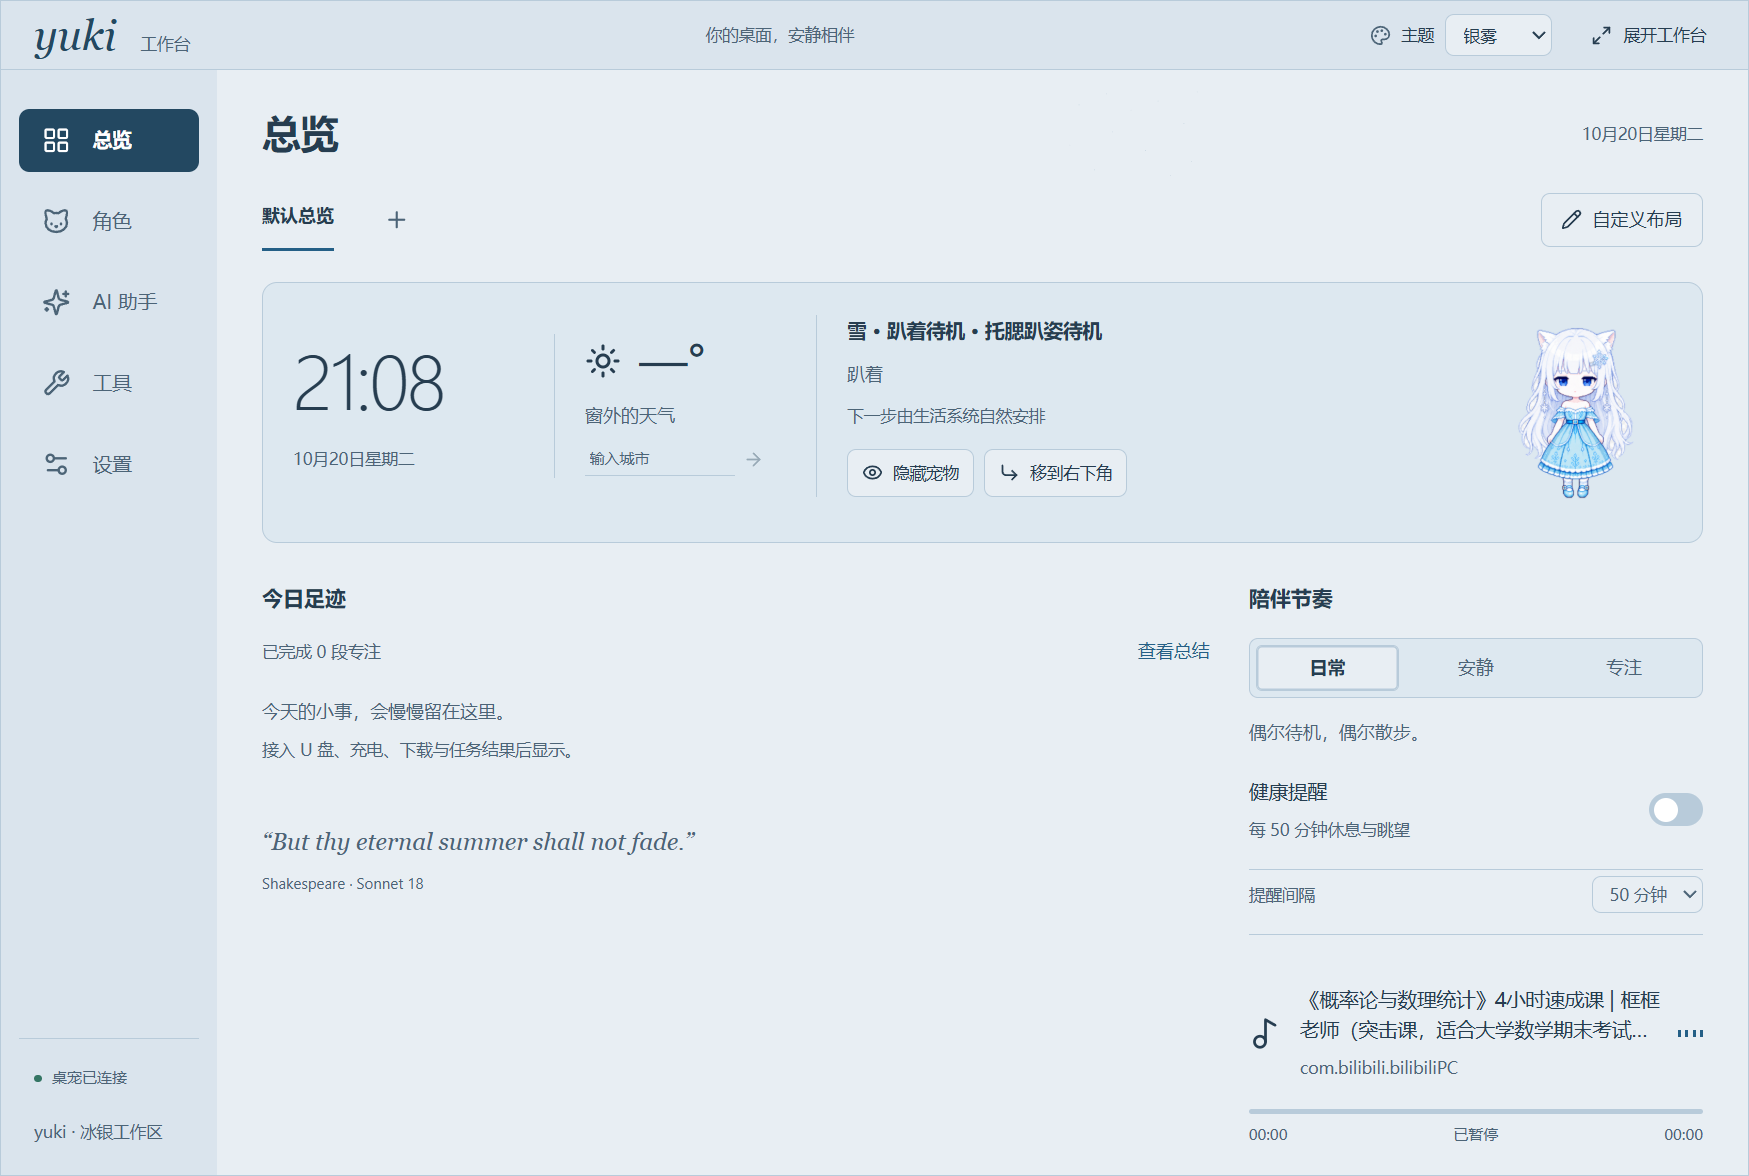 yuki 工作台
你的桌面，安静相伴
主题 银雾 展开工作台
总览
角色
AI 助手
工具
设置
桌宠已连接
yuki · 冰银工作区
总览
10月20日星期二
默认总览
自定义布局
21:08
10月20日星期二
—°
窗外的天气
输入城市
雪 • 趴着待机 • 托腮趴姿待机
趴着
下一步由生活系统自然安排
隐藏宠物 移到右下角
今日足迹
已完成 0 段专注
查看总结
今天的小事，会慢慢留在这里。
接入 U 盘、充电、下载与任务结果后显示。
“But thy eternal summer shall not fade.”
Shakespeare · Sonnet 18
陪伴节奏
日常 安静 专注
偶尔待机，偶尔散步。
健康提醒
每 50 分钟休息与眺望
提醒间隔 50 分钟
《概率论与数理统计》4小时速成课 | 框框
老师（突击课，适合大学数学期末考试...
com.bilibili.bilibiliPC
00:00 已暂停 00:00